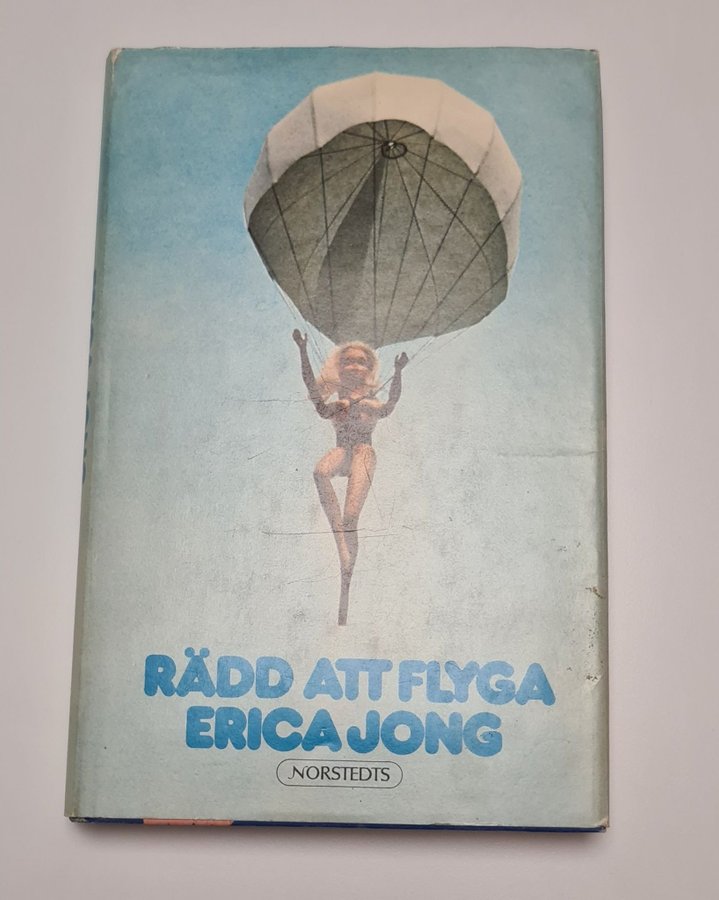 RÄDD ATT FLYGA
ERICA JONG
NORSTEDTS